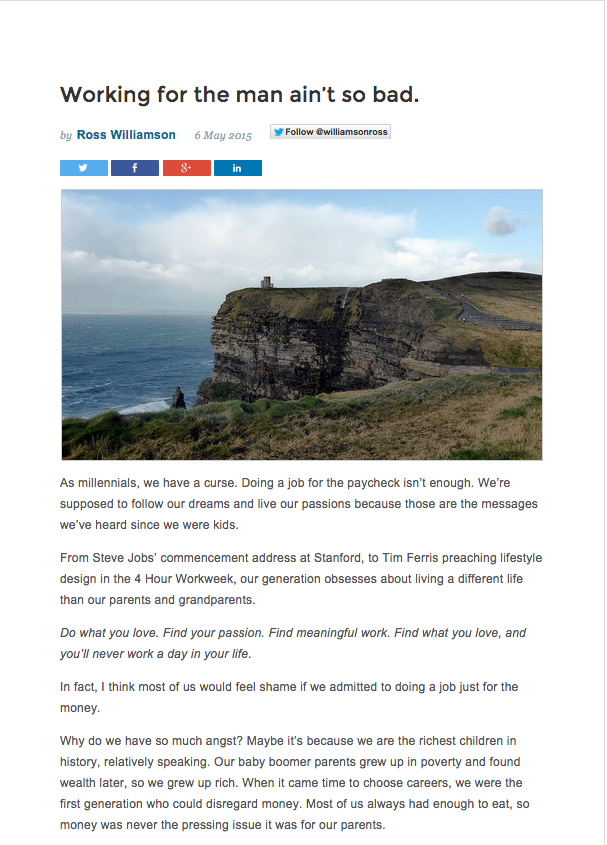 Working for the man ain't so bad.
by Ross Williamson 6 May 2015 Follow @williamsonross
f g+ in
As millennials, we have a curse. Doing a job for the paycheck isn't enough. We're
supposed to follow our dreams and live our passions because those are the messages
we've heard since we were kids.
From Steve Jobs' commencement address at Stanford, to Tim Ferris preaching lifestyle
design in the 4 Hour Workweek, our generation obsesses about living a different life
than our parents and grandparents.
Do what you love. Find your passion. Find meaningful work. Find what you love, and
you'll never work a day in your life.
In fact, I think most of us would feel shame if we admitted to doing a job just for the
money.
Why do we have so much angst? Maybe it's because we are the richest children in
history, relatively speaking. Our baby boomer parents grew up in poverty and found
wealth later, so we grew up rich. When it came time to choose careers, we were the
first generation who could disregard money. Most of us always had enough to eat, so
money was never the pressing issue it was for our parents.